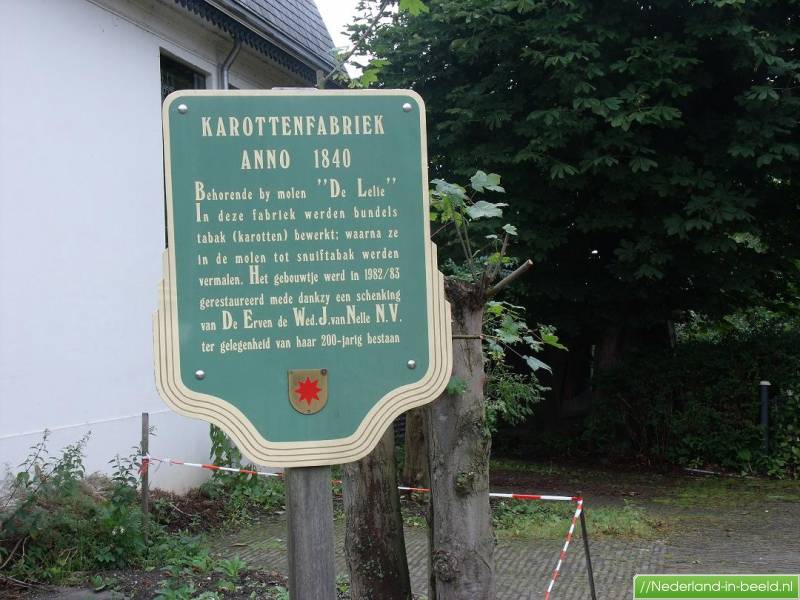 KAROTTENFABRIEK
ANNO 1840
Behorende by molen "De Lelie"
In deze fabriek werden bundels
tabak (karotten) bewerkt; waarna ze
in de molen tot snuiftabak werden
vermalen. Het gebouwtje werd in 1982/83
gerestaureerd mede dankzy een schenking
van De Erven de Wed. J. van Nelle N.V.
ter gelegenheid van haar 200-jarig bestaan
//Nederland-in-beeld.nl